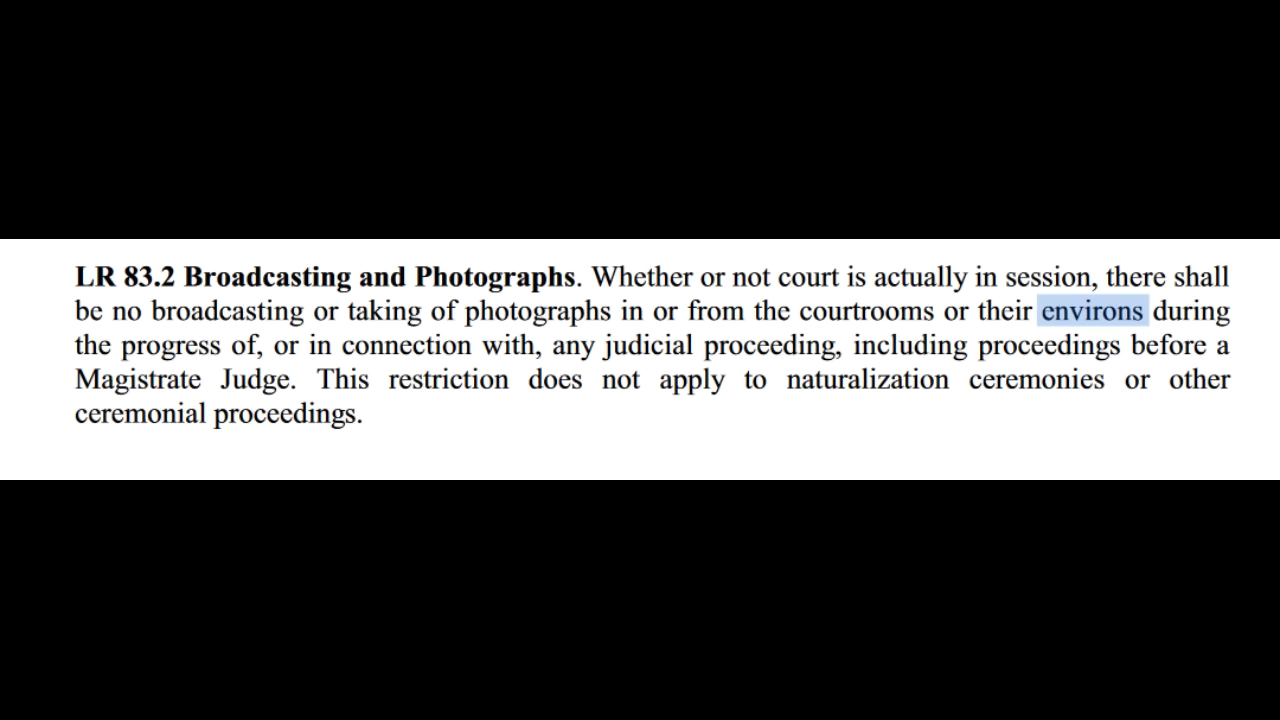 LR 83.2 Broadcasting and Photographs. Whether or not court is actually in session, there shall
be no broadcasting or taking of photographs in or from the courtrooms or their environs during
the progress of, or in connection with, any judicial proceeding, including proceedings before a
Magistrate Judge. This restriction does not apply to naturalization ceremonies or other
ceremonial proceedings.